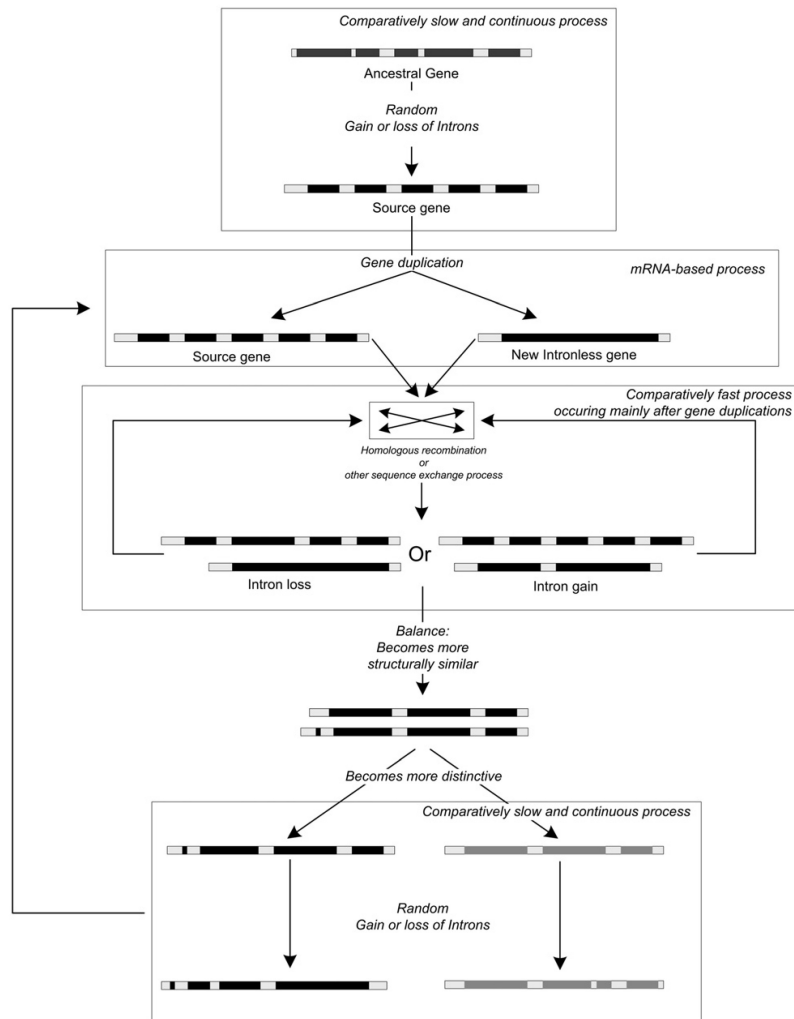 Comparatively slow and continuous process
Ancestral Gene
Random
Gain or loss of Introns
Source gene
Gene duplication
mRNA-based process
Source gene
New Intronless gene
Comparatively fast process
occuring mainly after gene duplications
Homologous recombination
or
other sequence exchange process
Or
Intron loss
Intron gain
Balance:
Becomes more
structurally similar
Becomes more distinctive
Comparatively slow and continuous process
Random
Gain or loss of Introns